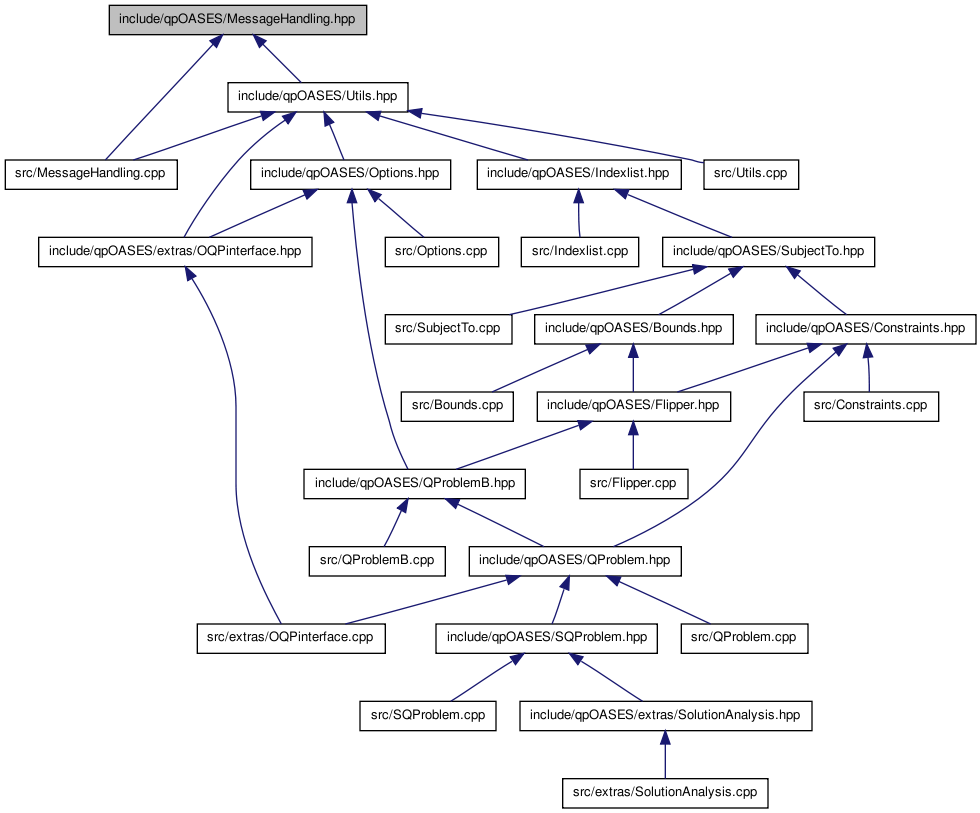 include/qpOASES/MessageHandling.hpp
include/qpOASES/Utils.hpp
src/MessageHandling.cpp
include/qpOASES/Options.hpp
include/qpOASES/Indexlist.hpp
src/Utils.cpp
include/qpOASES/extras/OQPinterface.hpp
src/Options.cpp
src/Indexlist.cpp
include/qpOASES/SubjectTo.hpp
src/SubjectTo.cpp
include/qpOASES/Bounds.hpp
include/qpOASES/Constraints.hpp
src/Bounds.cpp
include/qpOASES/Flipper.hpp
src/Constraints.cpp
include/qpOASES/QProblemB.hpp
src/Flipper.cpp
src/QProblemB.cpp
include/qpOASES/QProblem.hpp
src/extras/OQPinterface.cpp
include/qpOASES/SQProblem.hpp
src/QProblem.cpp
src/SQProblem.cpp
include/qpOASES/extras/SolutionAnalysis.hpp
src/extras/SolutionAnalysis.cpp